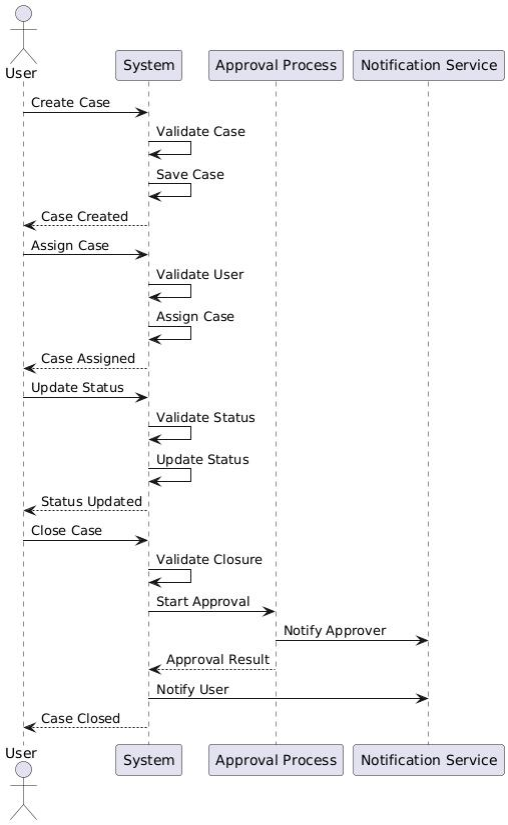 User
System
Approval Process
Notification Service
Create Case
Validate Case
Save Case
Case Created
Assign Case
Validate User
Assign Case
Case Assigned
Update Status
Validate Status
Update Status
Status Updated
Close Case
Validate Closure
Start Approval
Notify Approver
Approval Result
Notify User
Case Closed
User
System
Approval Process
Notification Service